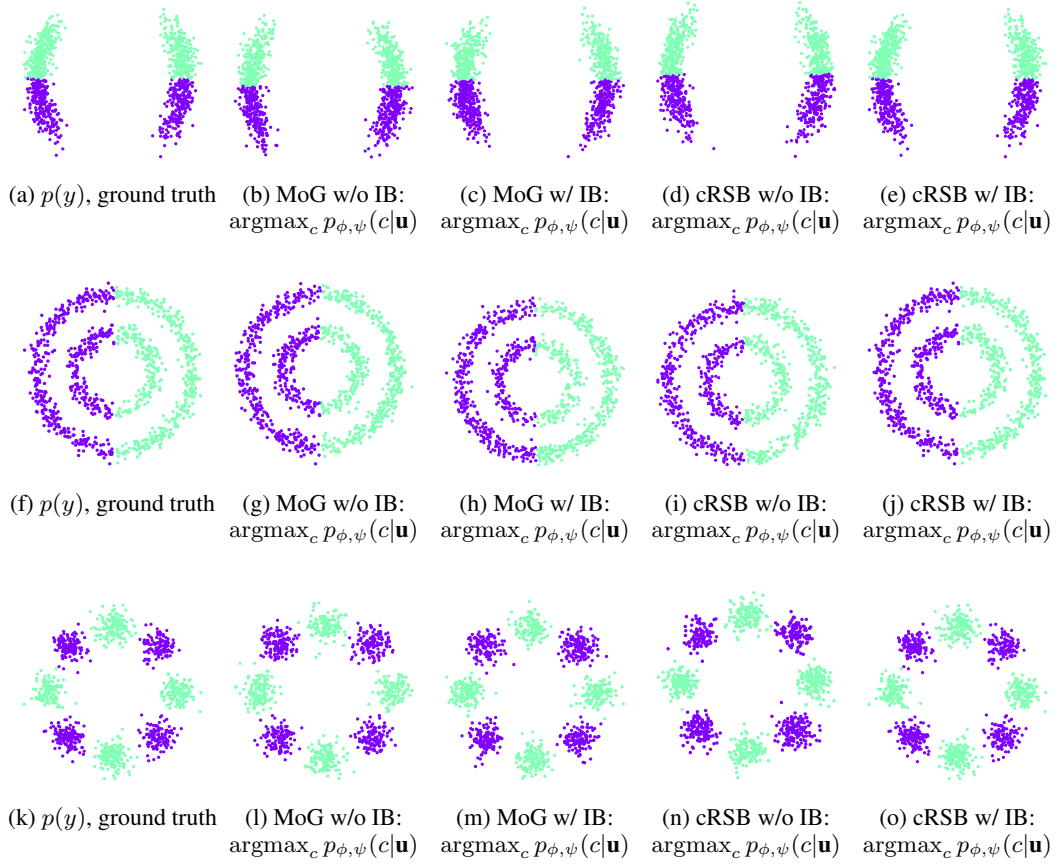 (a) p(y), ground truth
(b) MoG w/o IB:
argmax_c p_{ϕ,ψ}(c|u)
(c) MoG w/ IB:
argmax_c p_{ϕ,ψ}(c|u)
(d) cRSB w/o IB:
argmax_c p_{ϕ,ψ}(c|u)
(e) cRSB w/ IB:
argmax_c p_{ϕ,ψ}(c|u)
(f) p(y), ground truth
(g) MoG w/o IB:
argmax_c p_{ϕ,ψ}(c|u)
(h) MoG w/ IB:
argmax_c p_{ϕ,ψ}(c|u)
(i) cRSB w/o IB:
argmax_c p_{ϕ,ψ}(c|u)
(j) cRSB w/ IB:
argmax_c p_{ϕ,ψ}(c|u)
(k) p(y), ground truth
(l) MoG w/o IB:
argmax_c p_{ϕ,ψ}(c|u)
(m) MoG w/ IB:
argmax_c p_{ϕ,ψ}(c|u)
(n) cRSB w/o IB:
argmax_c p_{ϕ,ψ}(c|u)
(o) cRSB w/ IB:
argmax_c p_{ϕ,ψ}(c|u)